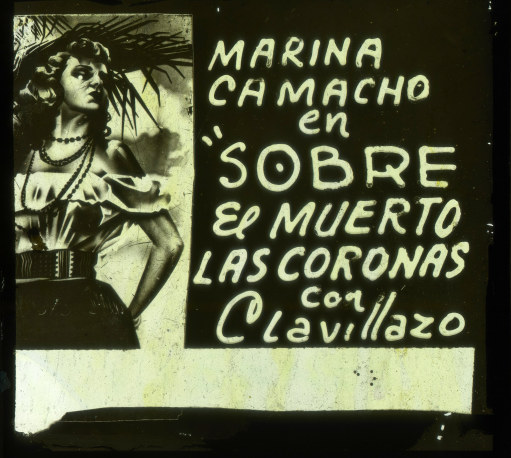 MARINA
CAMACHO
en
"SOBRE
El MUERTO
LAS CORONAS
con
Clavillazo